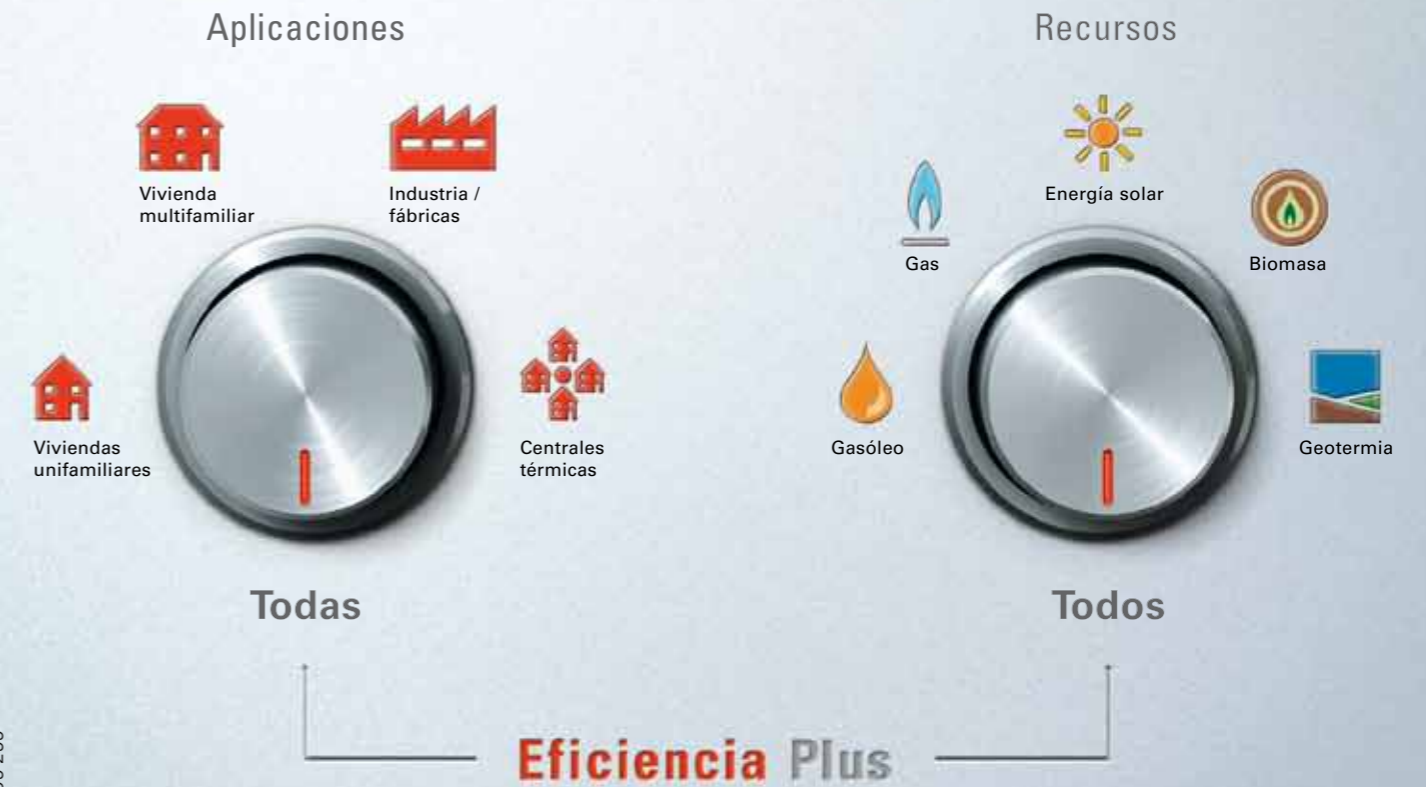 Aplicaciones
Recursos
Vivienda
multifamiliar
Industria /
fábricas
Viviendas
unifamiliares
Centrales
térmicas
Todas
Energía solar
Gas
Biomasa
Gasóleo
Geotermia
Todos
Eficiencia Plus